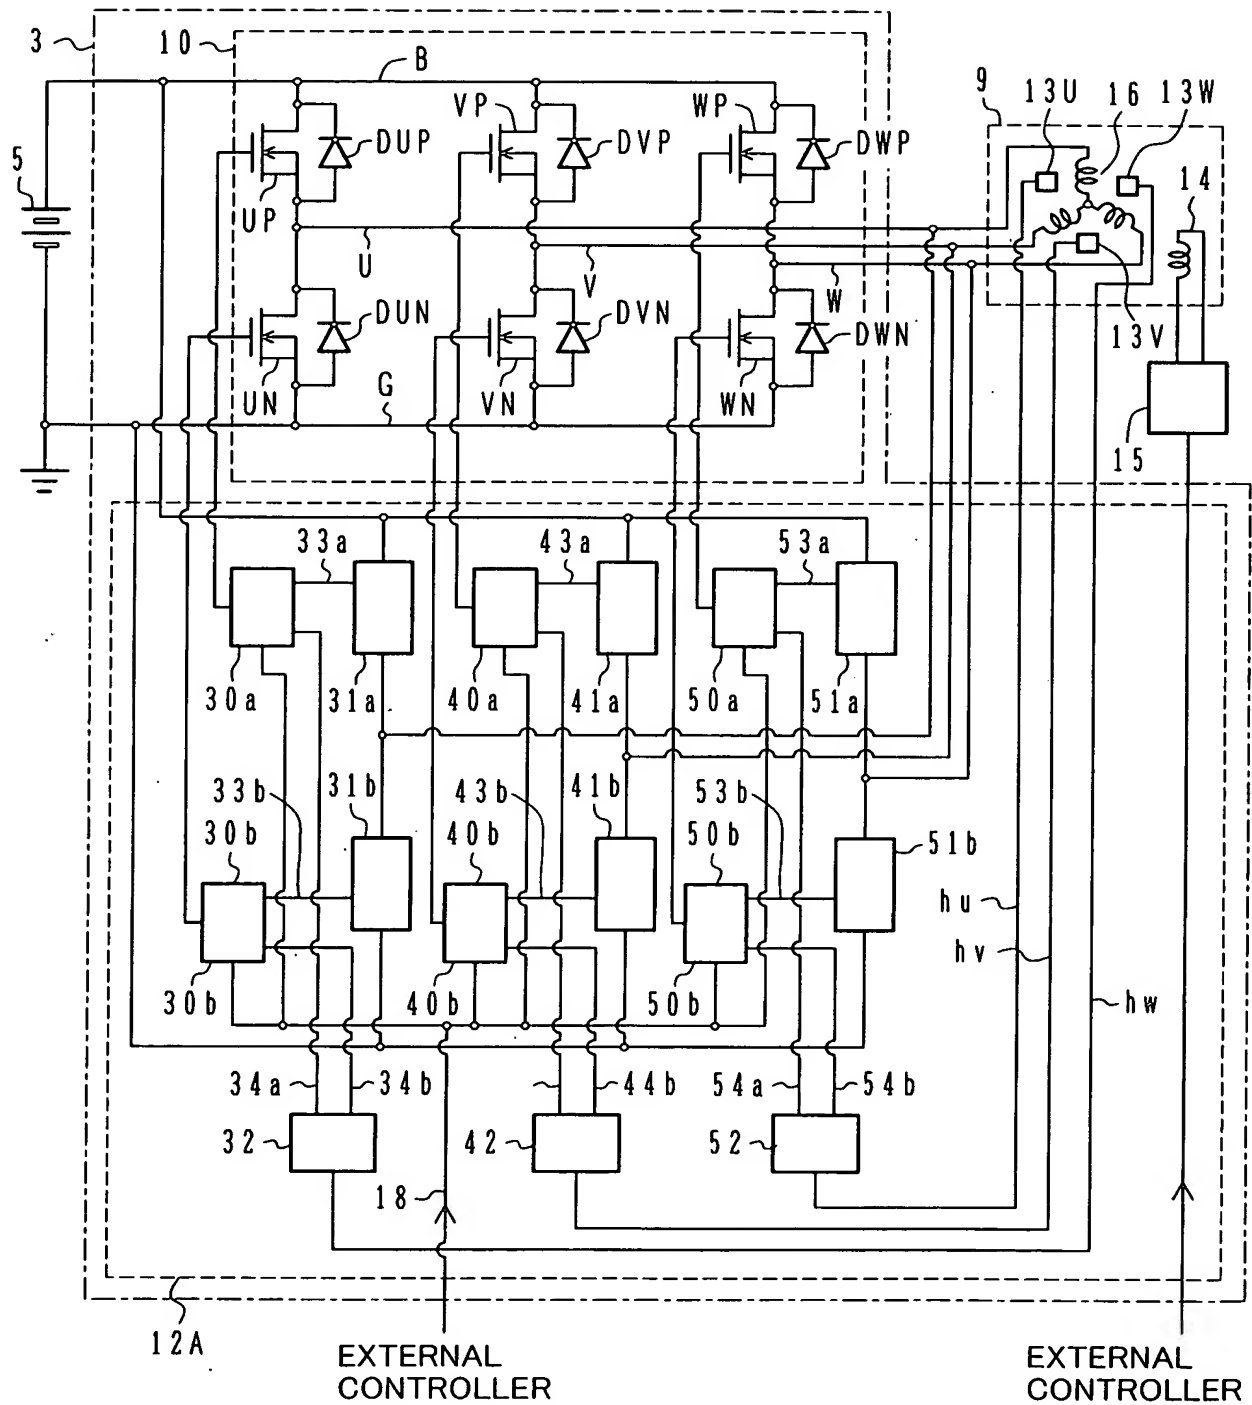 3
10
B
9
13U
16
13W
VP
WP
DUP
DVP
DWP
5
14
UP
U
V
W
DUN
DVN
DWN
13V
UN
G
VN
WN
15
33a
43a
53a
30a
31a
40a
41a
50a
51a
33b
31b
43b
41b
53b
30b
40b
50b
51b
hu
hv
30b
40b
50b
hw
34a
34b
44b
54a
54b
32
42
52
18
12A
EXTERNAL
CONTROLLER
EXTERNAL
CONTROLLER